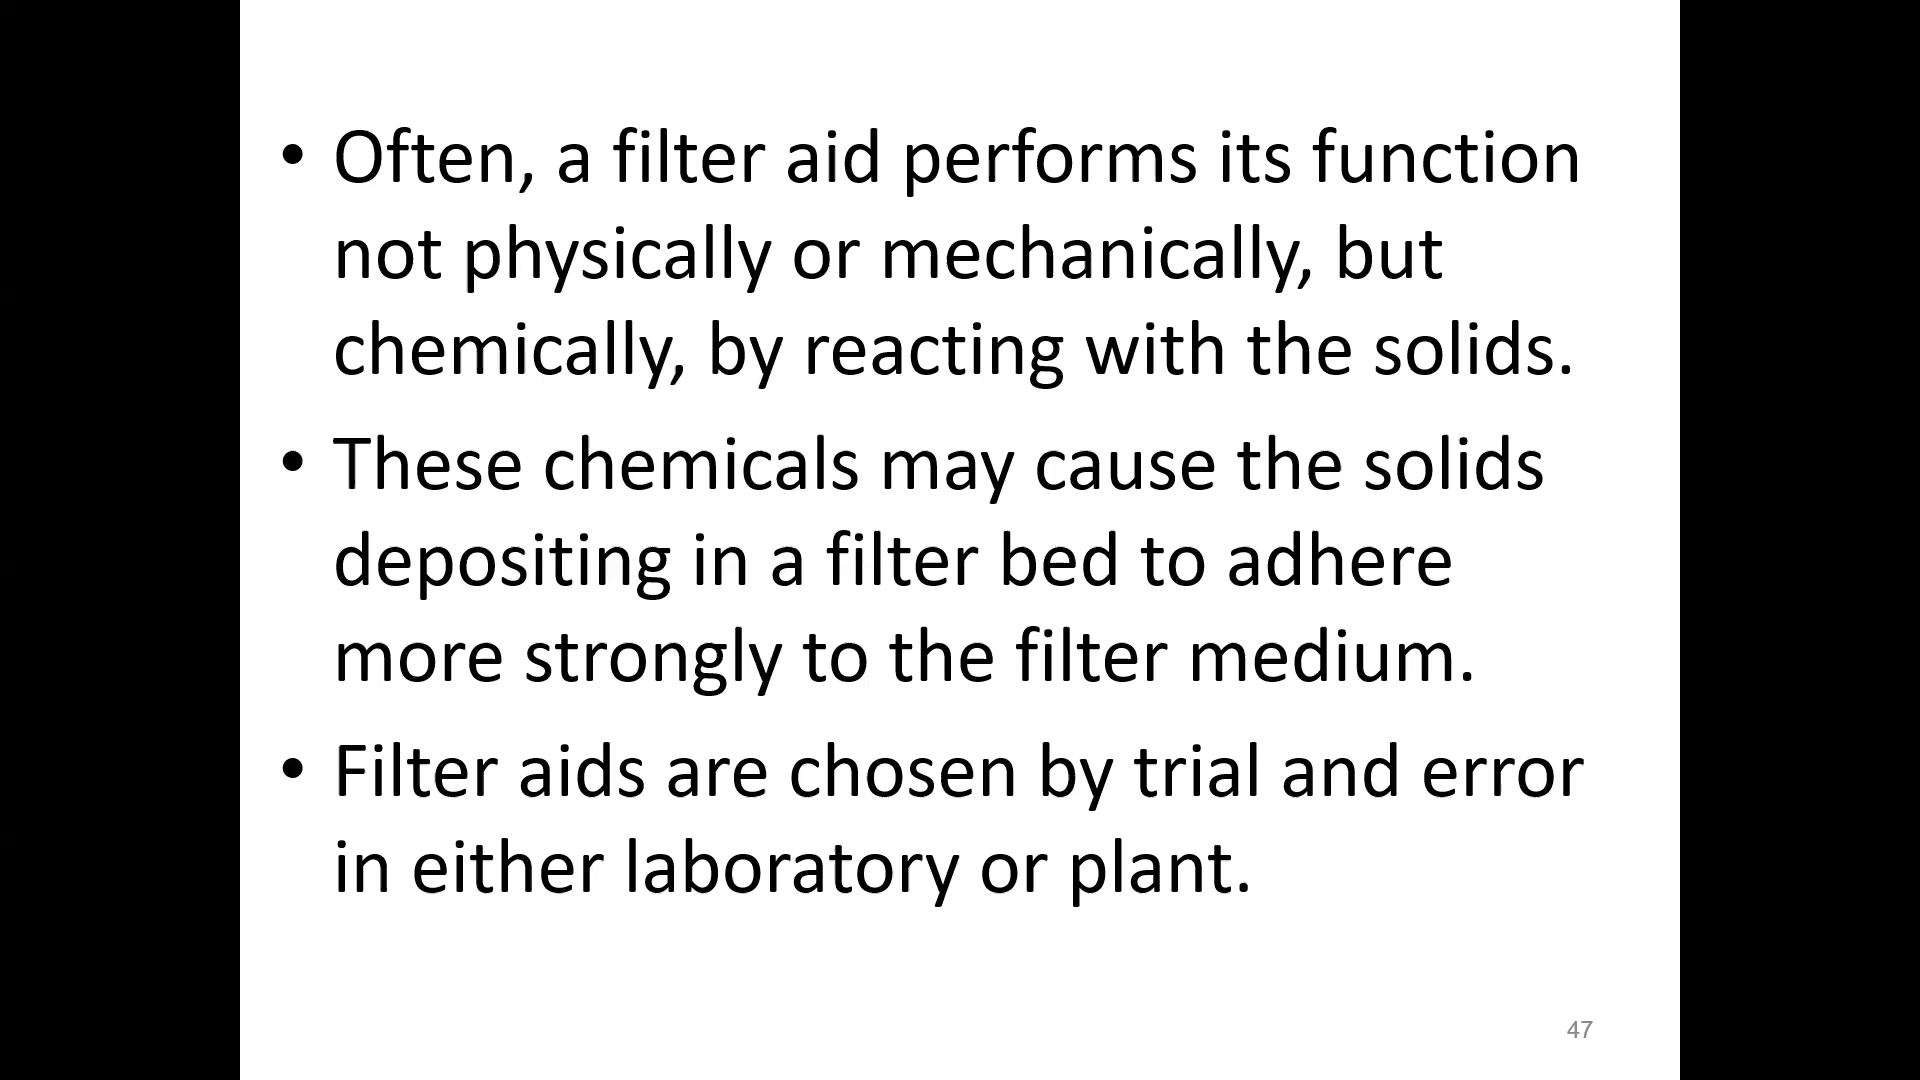 • Often, a filter aid performs its function
not physically or mechanically, but
chemically, by reacting with the solids.
• These chemicals may cause the solids
depositing in a filter bed to adhere
more strongly to the filter medium.
• Filter aids are chosen by trial and error
in either laboratory or plant.
47